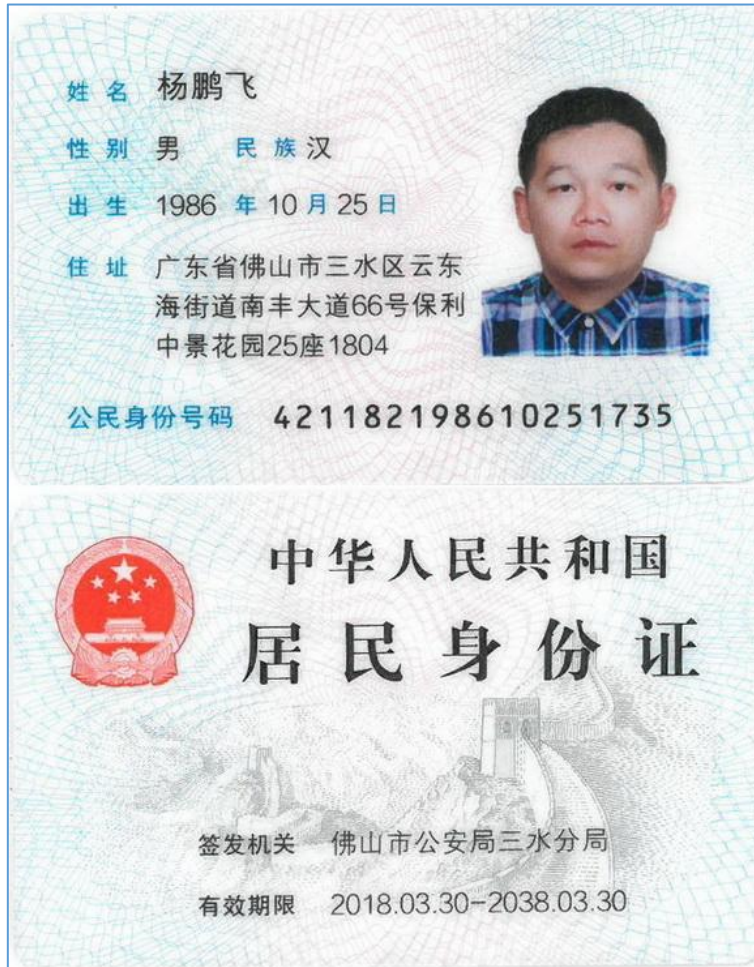 姓名 杨鹏飞
性别 男 民族 汉
出生 1986 年 10 月 25 日
住址 广东省佛山市三水区云东
海街道南丰大道66号保利
中景花园25座1804
公民身份号码 421182198610251735
中华人民共和国
居民身份证
签发机关 佛山市公安局三水分局
有效期限 2018.03.30-2038.03.30